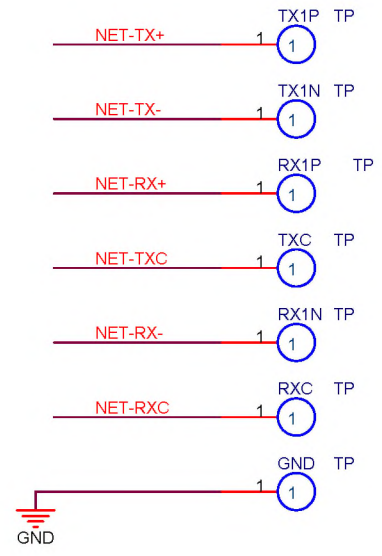 TX1P TP
NET-TX+ 1 1
TX1N TP
NET-TX- 1 1
RX1P TP
NET-RX+ 1 1
TXC TP
NET-TXC 1 1
RX1N TP
NET-RX- 1 1
RXC TP
NET-RXC 1 1
GND TP
1 1
GND